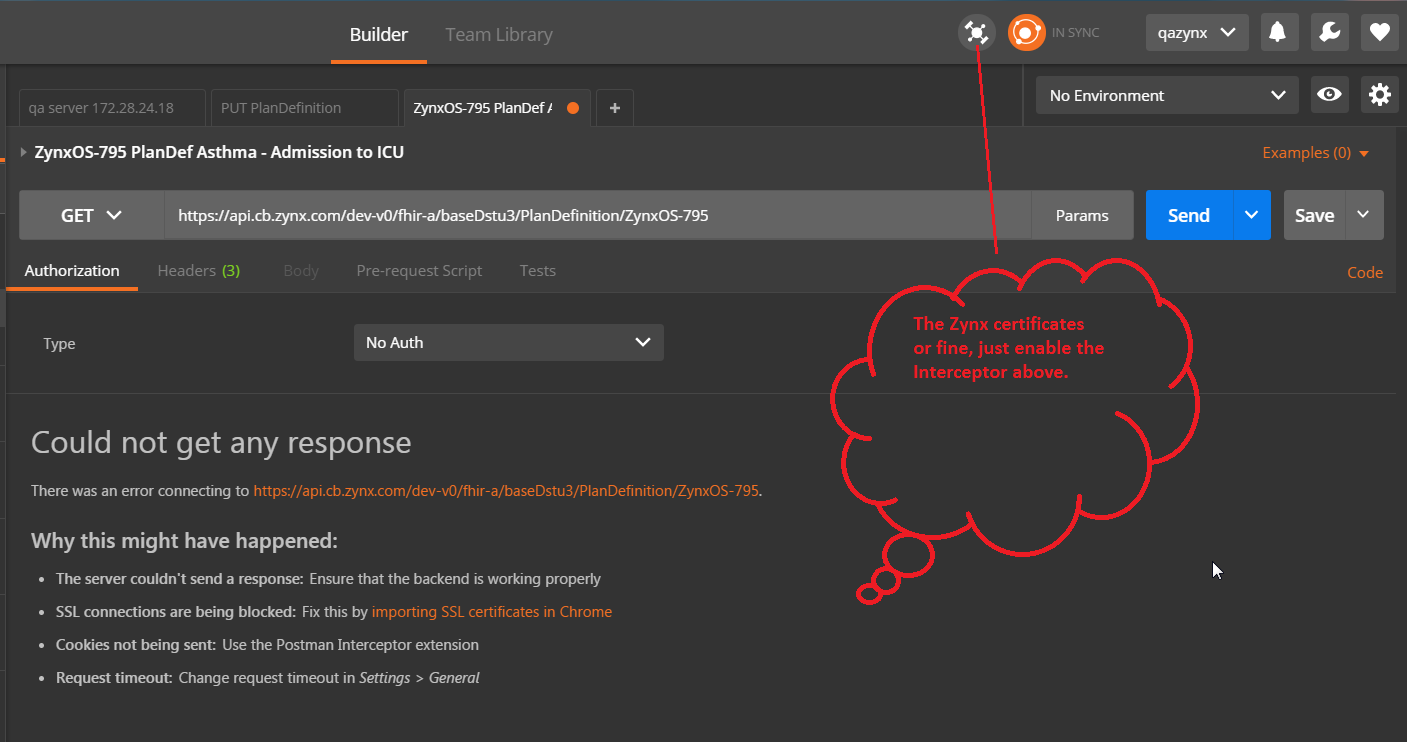 Builder
Team Library
IN SYNC
qazynx
qa server 172.28.24.18
PUT PlanDefinition
ZynxOS-795 PlanDef A
+
No Environment
ZynxOS-795 PlanDef Asthma - Admission to ICU
Examples (0)
GET
https://api.cb.zynx.com/dev-v0/fhir-a/baseDstu3/PlanDefinition/ZynxOS-795
Params
Send
Save
Authorization
Headers (3)
Body
Pre-request Script
Tests
Code
The Zynx certificates
or fine, just enable the
Interceptor above.
Type
No Auth
Could not get any response
There was an error connecting to https://api.cb.zynx.com/dev-v0/fhir-a/baseDstu3/PlanDefinition/ZynxOS-795.
Why this might have happened:
• The server couldn't send a response: Ensure that the backend is working properly
• SSL connections are being blocked: Fix this by importing SSL certificates in Chrome
• Cookies not being sent: Use the Postman Interceptor extension
• Request timeout: Change request timeout in Settings > General